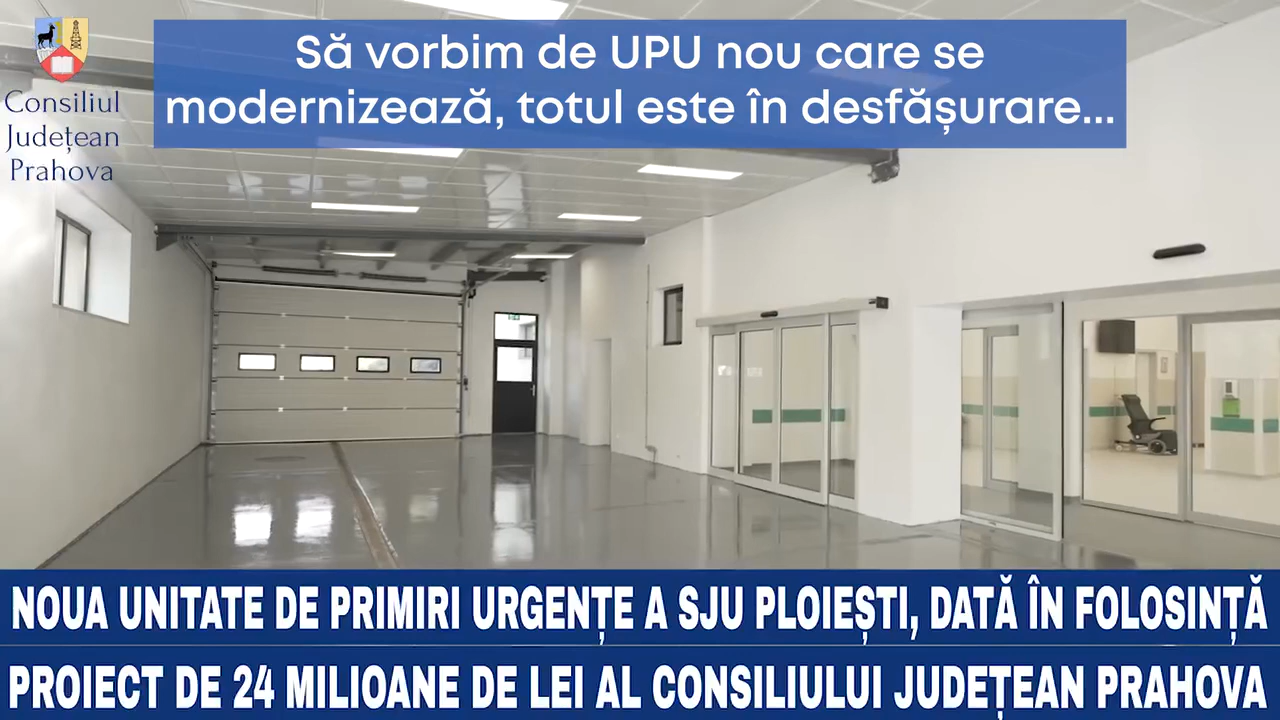 Consiliul
Județean
Prahova
Să vorbim de UPU nou care se
modernizează, totul este în desfășurare...
NOUA UNITATE DE PRIMIRI URGENȚE A SJU PLOIEȘTI, DATĂ ÎN FOLOSINȚĂ
PROIECT DE 24 MILIOANE DE LEI AL CONSILIULUI JUDEȚEAN PRAHOVA